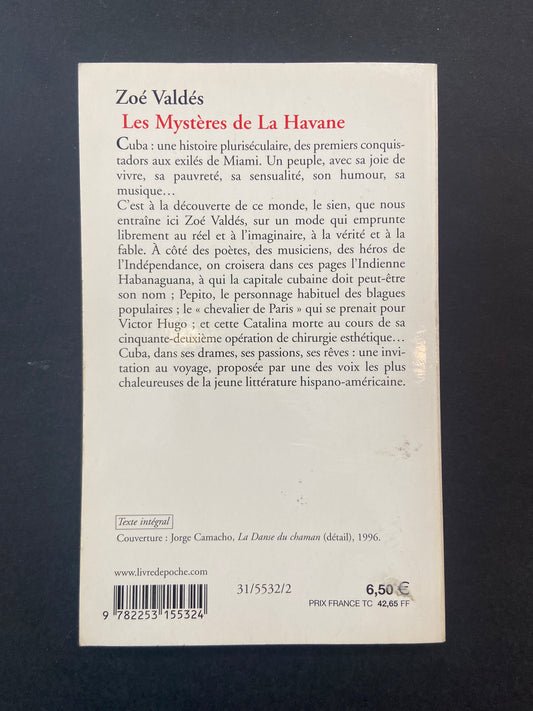 Zoé Valdés
Les Mystères de La Havane
Cuba : une histoire pluriséculaire, des premiers conquis-
tadors aux exilés de Miami. Un peuple, avec sa joie de
vivre, sa pauvreté, sa sensualité, son humour, sa
musique…
C'est à la découverte de ce monde, le sien, que nous
entraîne ici Zoé Valdés, sur un mode qui emprunte
librement au réel et à l'imaginaire, à la vérité et à la
fable. À côté des poètes, des musiciens, des héros de
l'Indépendance, on croisera dans ces pages l'Indienne
Habanaguana, à qui la capitale cubaine doit peut-être
son nom ; Pepito, le personnage habituel des blagues
populaires ; le « chevalier de Paris » qui se prenait pour
Victor Hugo ; et cette Catalina morte au cours de sa
cinquante-deuxième opération de chirurgie esthétique…
Cuba, dans ses drames, ses passions, ses rêves : une invi-
tation au voyage, proposée par une des voix les plus
chaleureuses de la jeune littérature hispano-américaine.
Texte intégral
Couverture : Jorge Camacho, La Danse du chaman (détail), 1996.
www.livredepoche.com
31/5532/2
6,50 €
9 782253 155324
PRIX FRANCE TC 42,65 FF